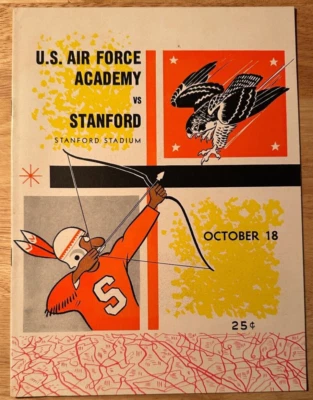 U.S. AIR FORCE
ACADEMY
VS
STANFORD
STANFORD STADIUM
OCTOBER 18
S
25¢